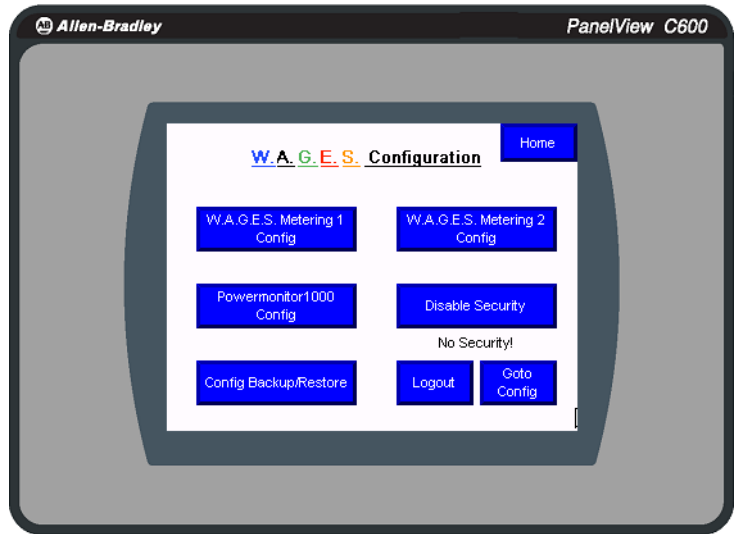 AB Allen-Bradley PanelView C600
W.A.G.E.S. Configuration
Home
W.A.G.E.S. Metering 1
Config
W.A.G.E.S. Metering 2
Config
Powermonitor1000
Config
Disable Security
No Security!
Config Backup/Restore
Logout
Goto
Config